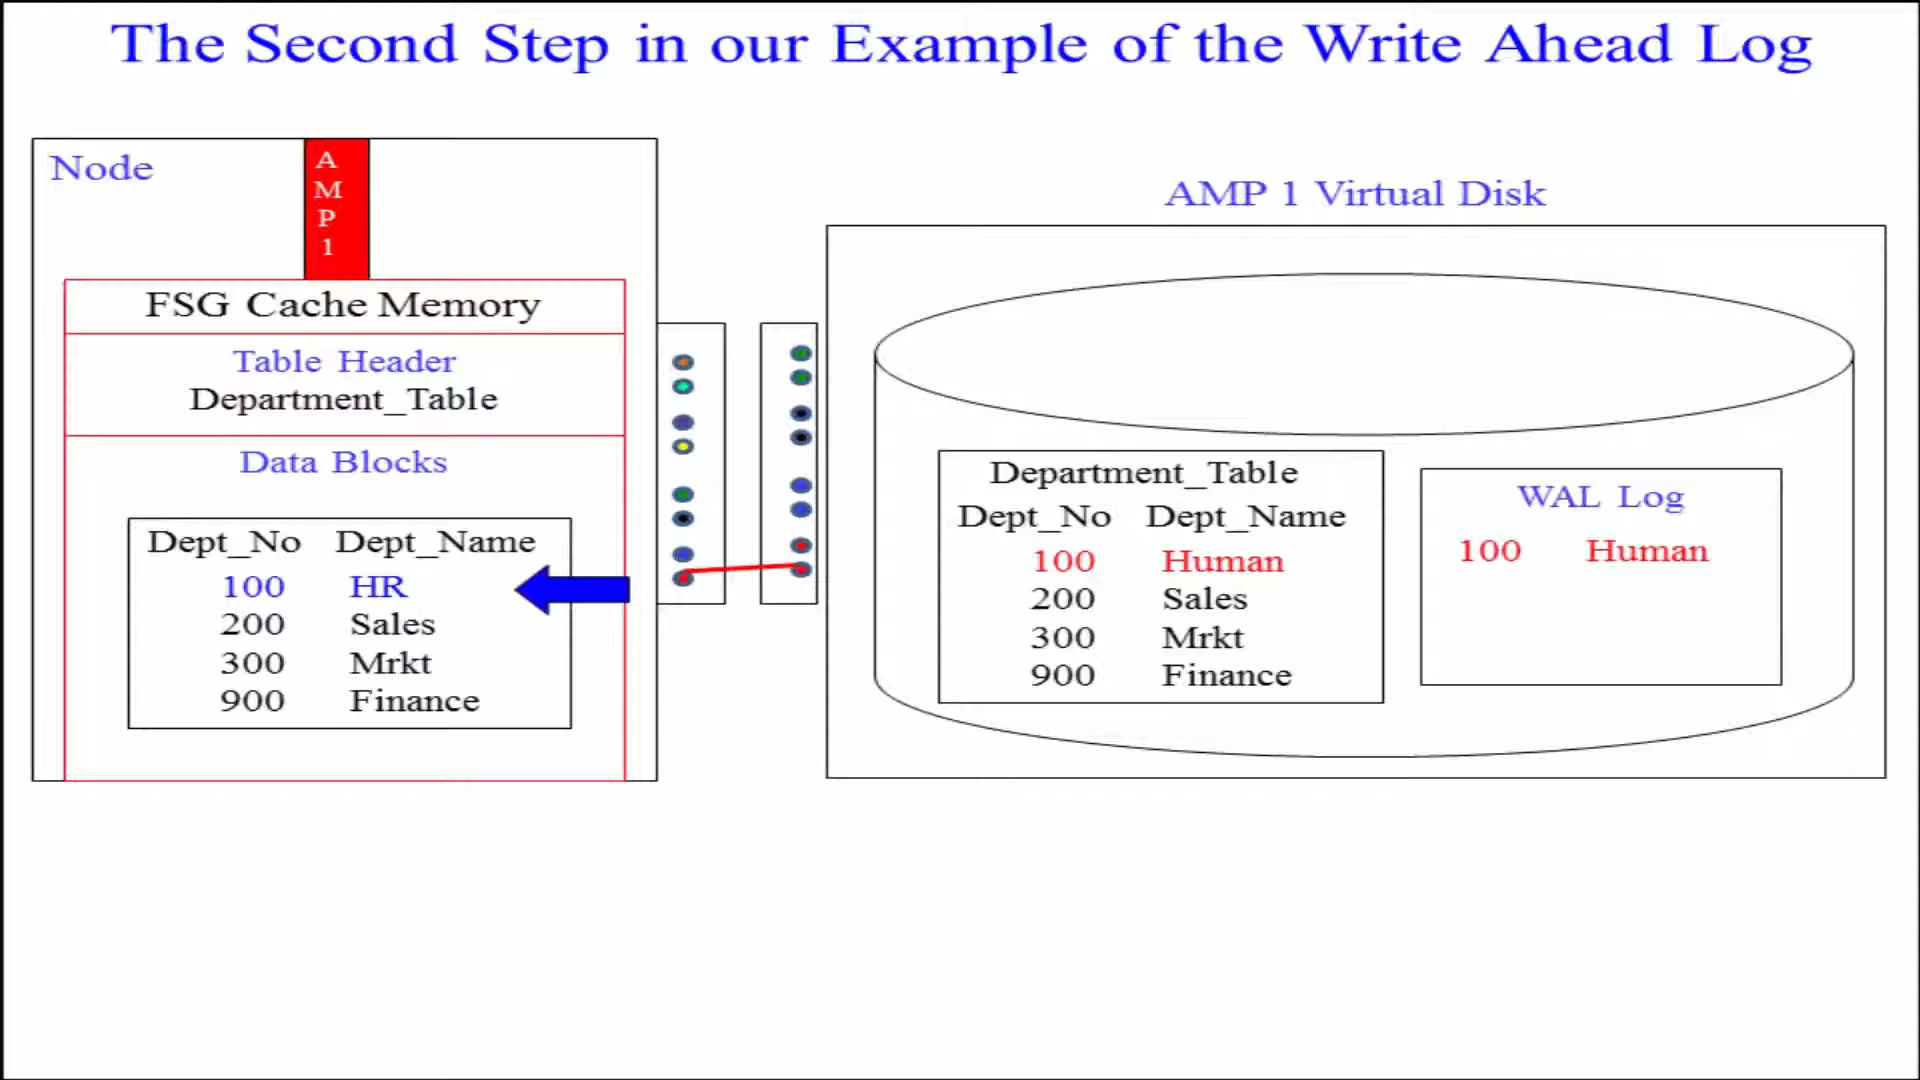 The Second Step in our Example of the Write Ahead Log
Node
A
M
P
1
FSG Cache Memory
Table Header
Department_Table
Data Blocks
Dept_No Dept_Name
100 HR
200 Sales
300 Mrkt
900 Finance
AMP 1 Virtual Disk
Department_Table
Dept_No Dept_Name
100 Human
200 Sales
300 Mrkt
900 Finance
WAL Log
100 Human